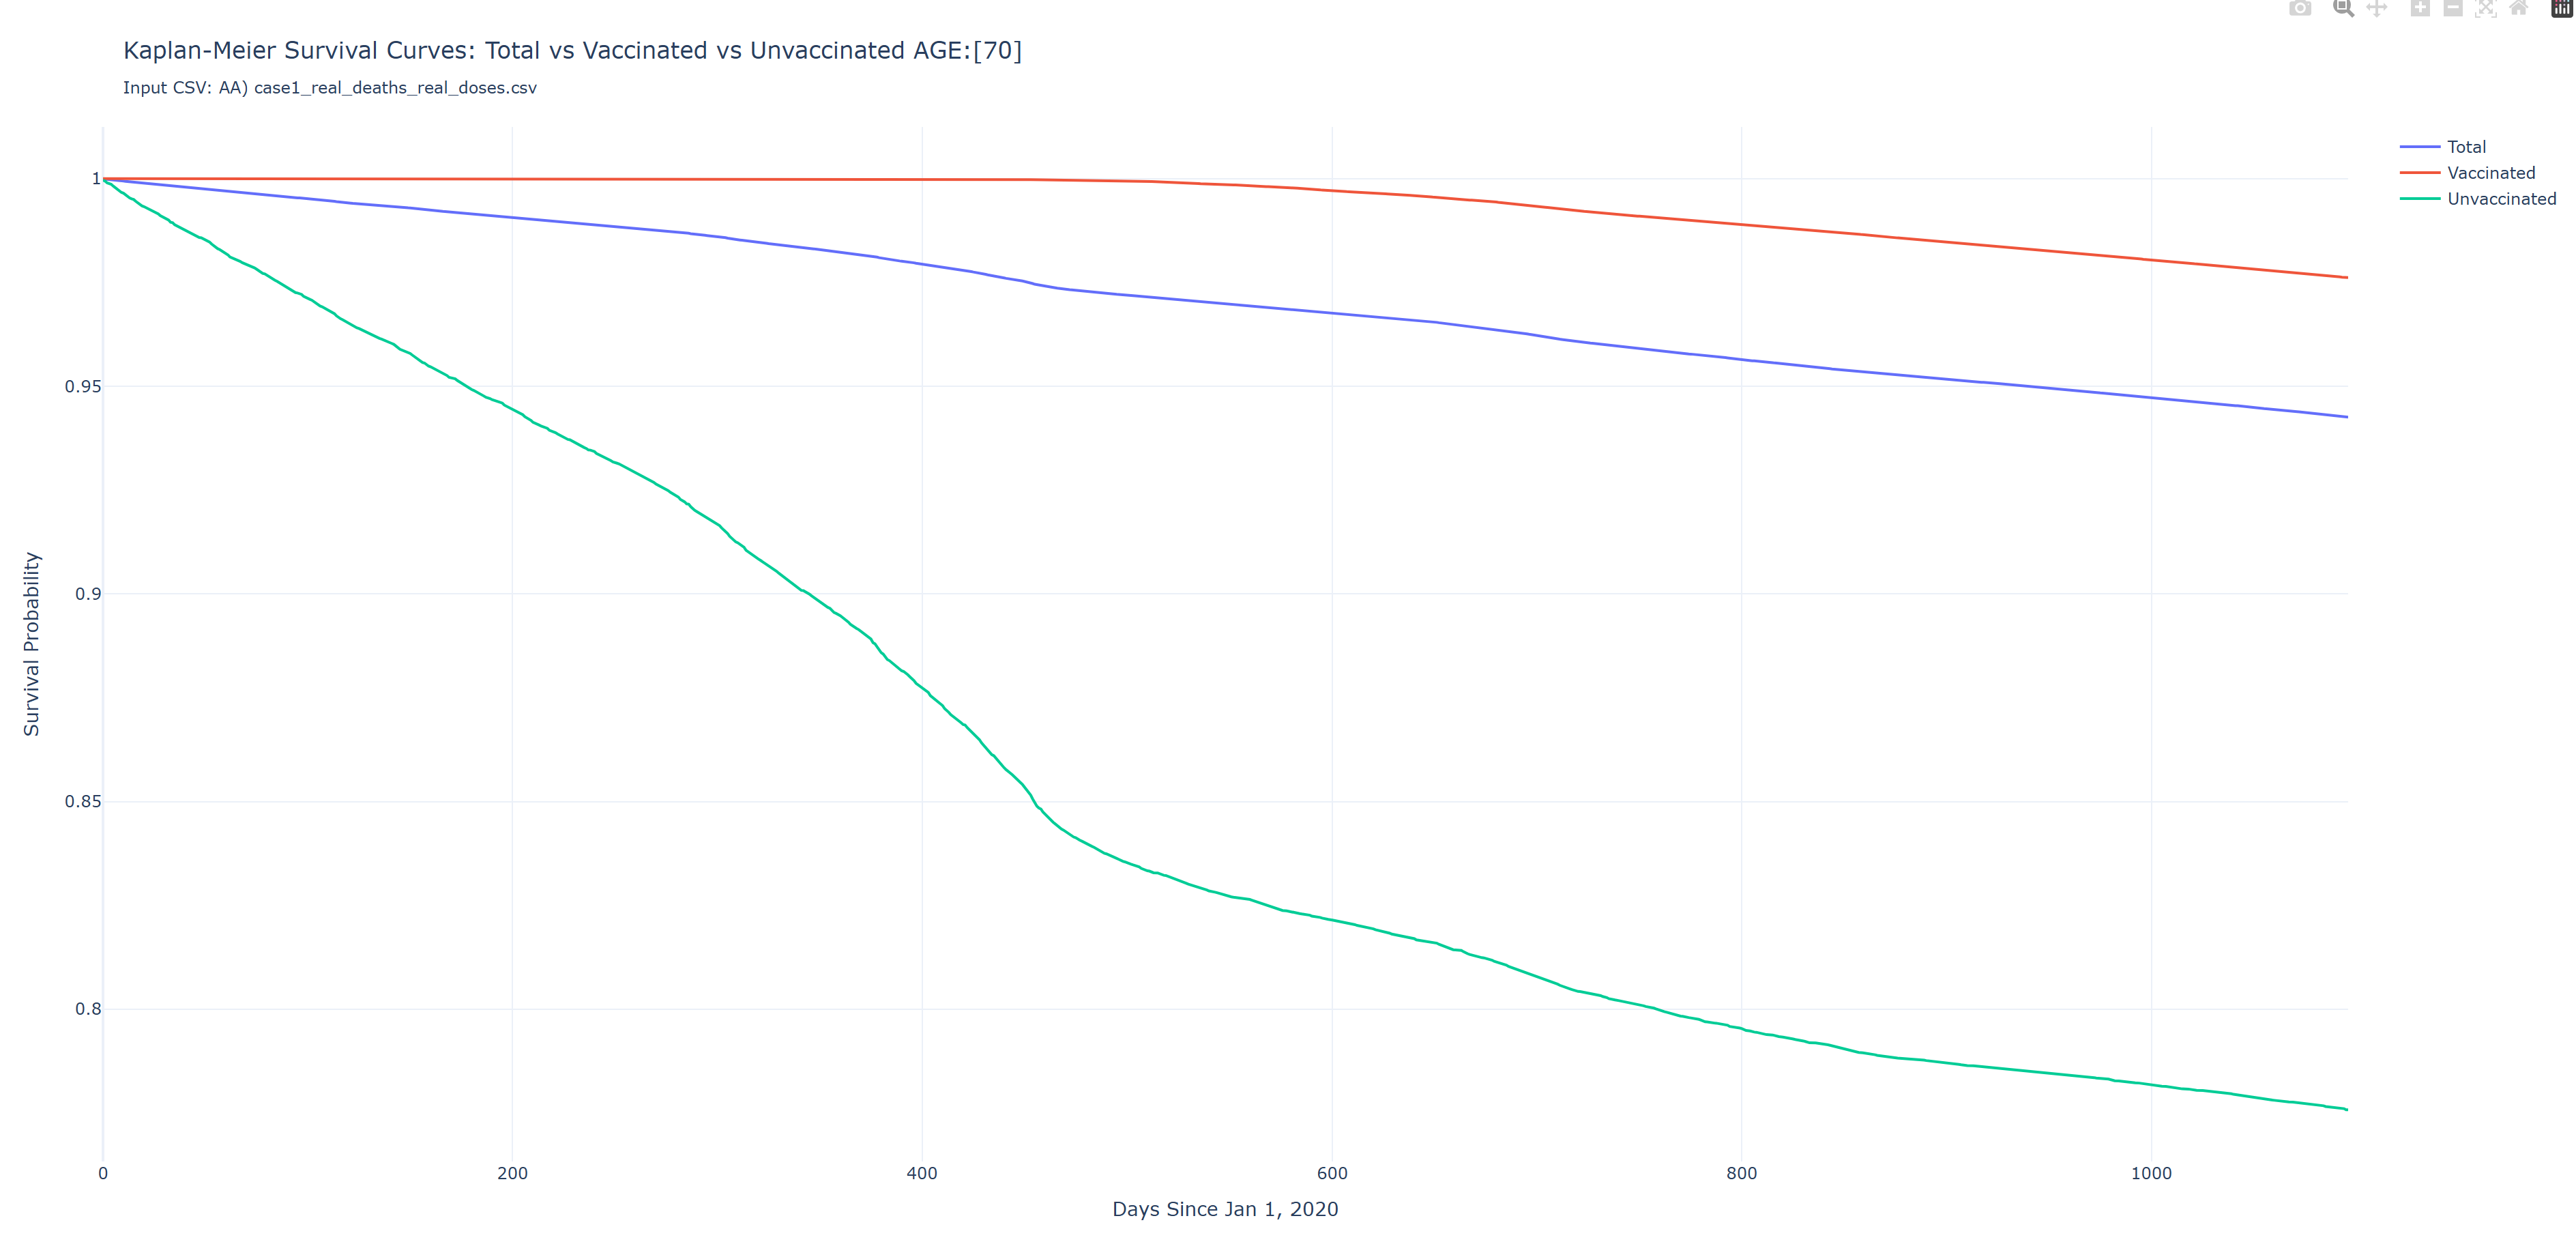 Kaplan-Meier Survival Curves: Total vs Vaccinated vs Unvaccinated AGE:[70]
Input CSV: AA) case1_real_deaths_real_doses.csv
Total
Vaccinated
Unvaccinated
1
0.95
0.9
0.85
0.8
Survival Probability
0 200 400 600 800 1000
Days Since Jan 1, 2020